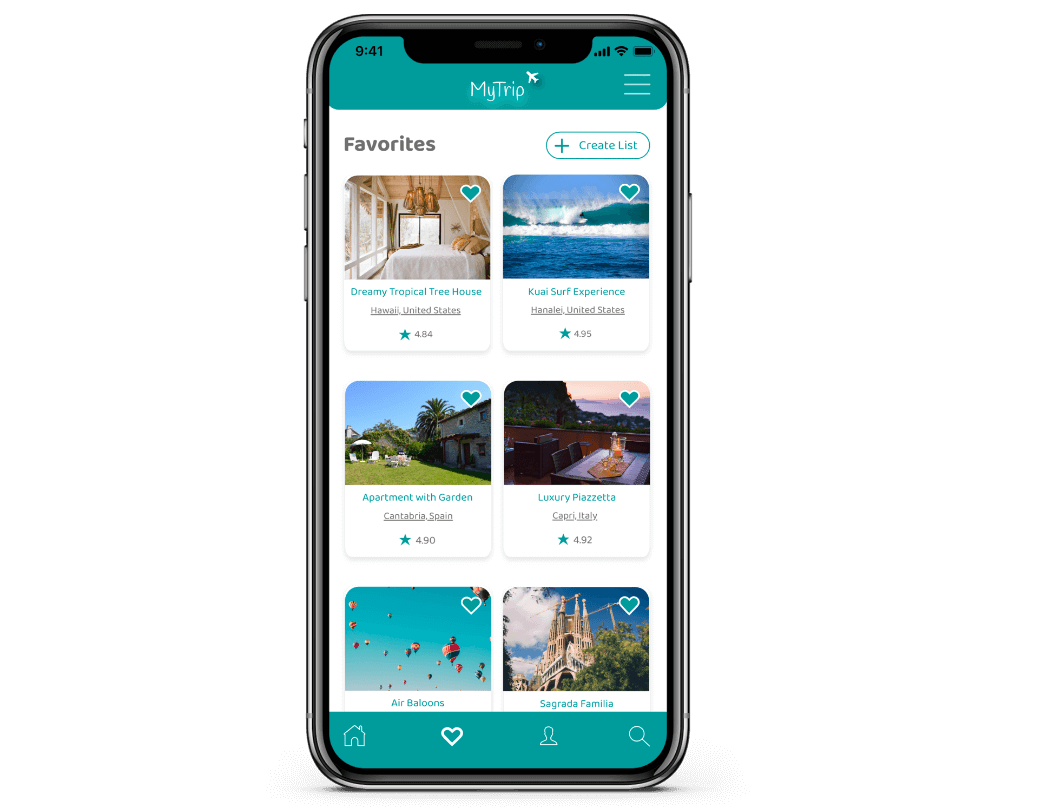 9:41
MyTrip
Favorites
Create List
Dreamy Tropical Tree House
Hawaii, United States
4.84
Kuai Surf Experience
Hanalei, United States
4.95
Apartment with Garden
Cantabria, Spain
4.90
Luxury Piazzetta
Capri, Italy
4.92
Air Baloons
Sagrada Familia